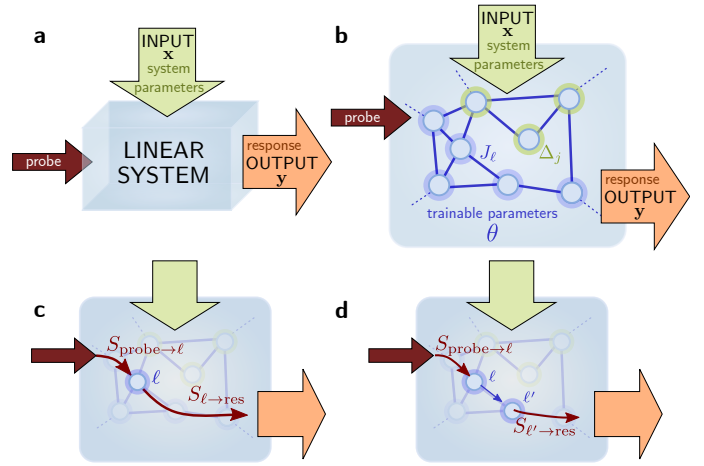 a
INPUT
x
system
parameters
probe
LINEAR
SYSTEM
response
OUTPUT
y
b
INPUT
x
system
parameters
probe
J_ℓ
Δ_j
trainable parameters
θ
response
OUTPUT
y
c
S_probe→ℓ
ℓ
S_ℓ→res
d
S_probe→ℓ
ℓ
ℓ′
S_ℓ′→res